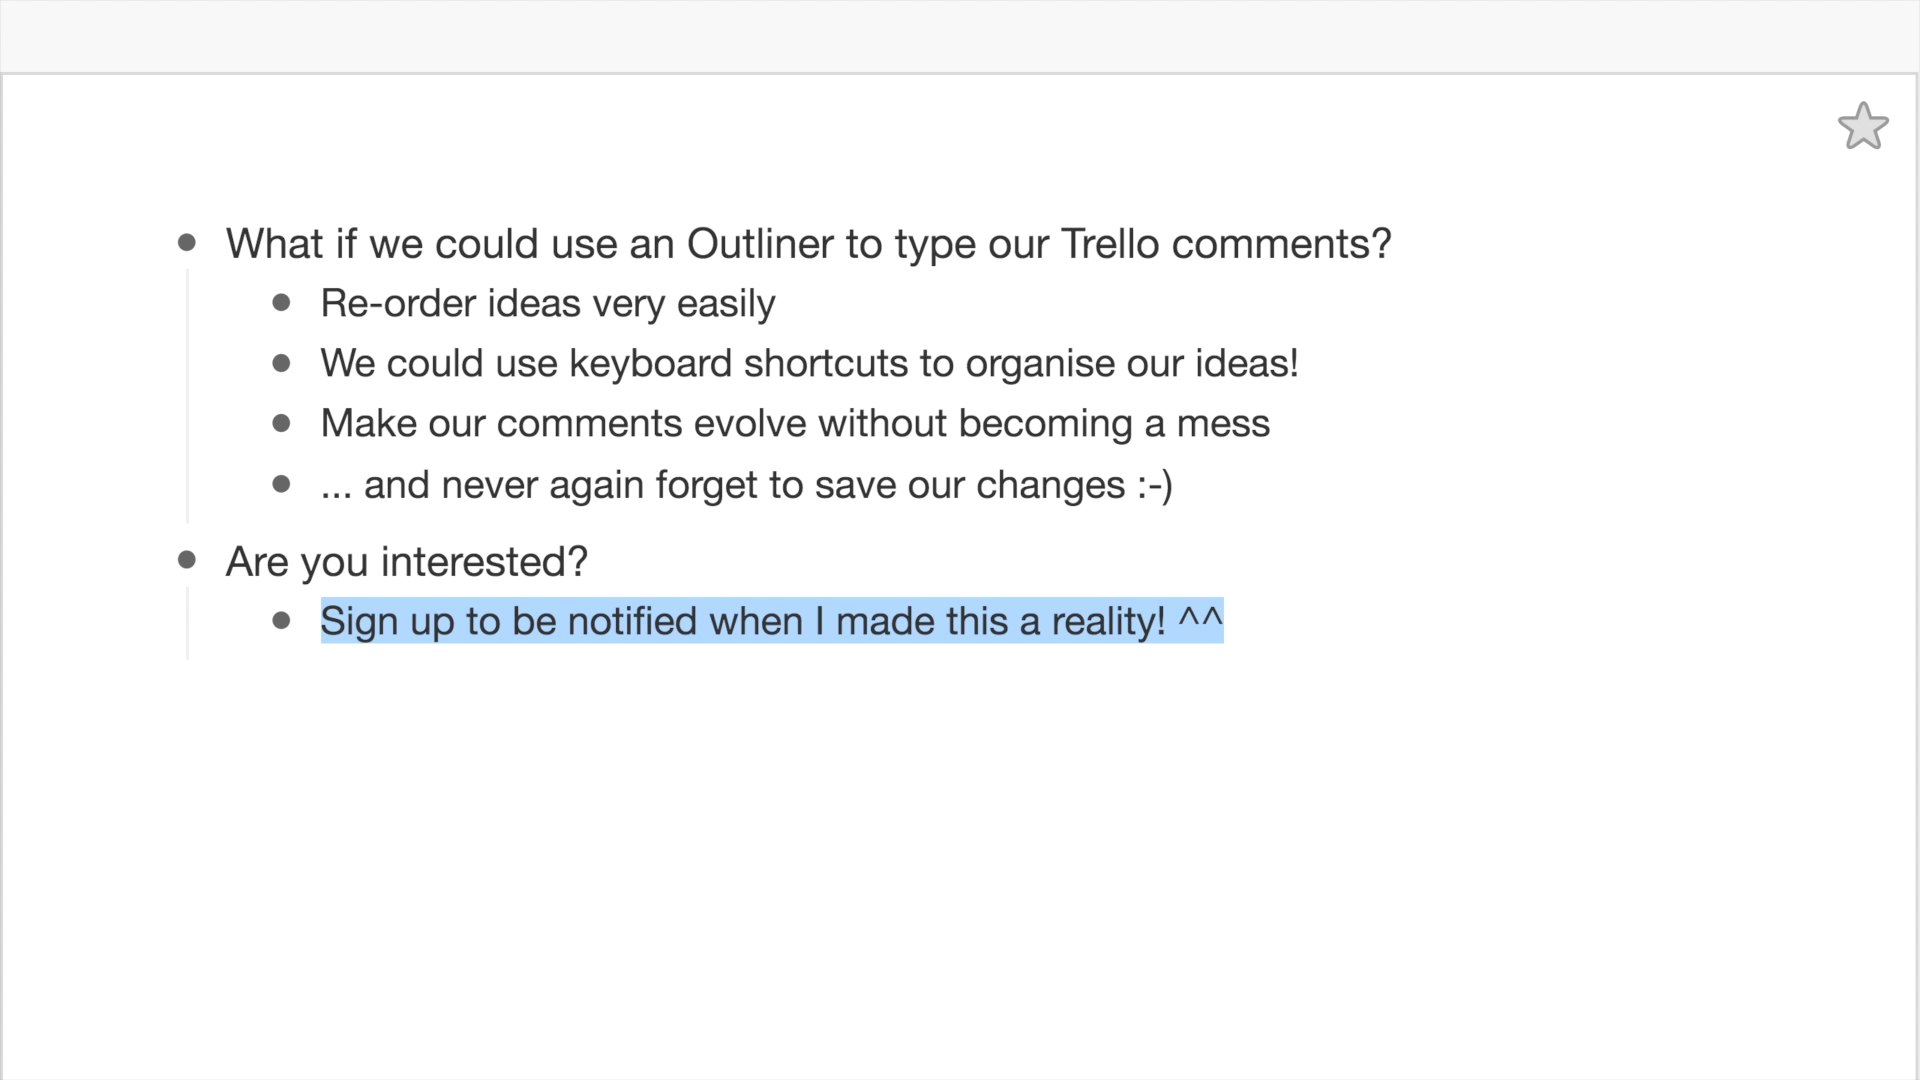 What if we could use an Outliner to type our Trello comments?
Re-order ideas very easily
We could use keyboard shortcuts to organise our ideas!
Make our comments evolve without becoming a mess
... and never again forget to save our changes :-)
Are you interested?
Sign up to be notified when I made this a reality! ^^